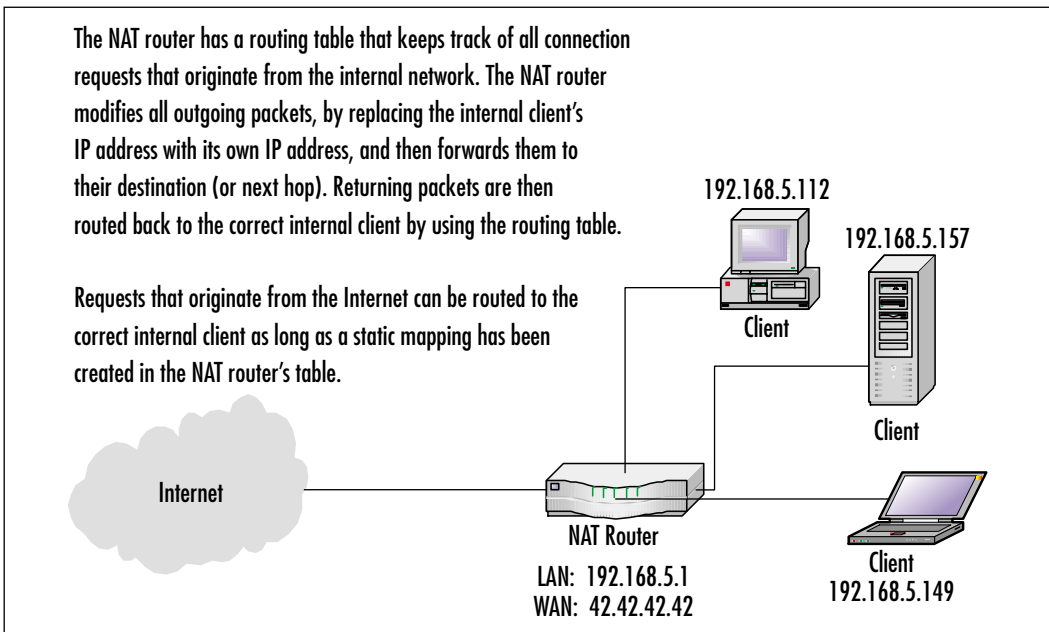 The NAT router has a routing table that keeps track of all connection
requests that originate from the internal network. The NAT router
modifies all outgoing packets, by replacing the internal client’s
IP address with its own IP address, and then forwards them to
their destination (or next hop). Returning packets are then
routed back to the correct internal client by using the routing table.
Requests that originate from the Internet can be routed to the
correct internal client as long as a static mapping has been
created in the NAT router’s table.
192.168.5.112
Client
192.168.5.157
Client
Internet
NAT Router
LAN: 192.168.5.1
WAN: 42.42.42.42
Client
192.168.5.149